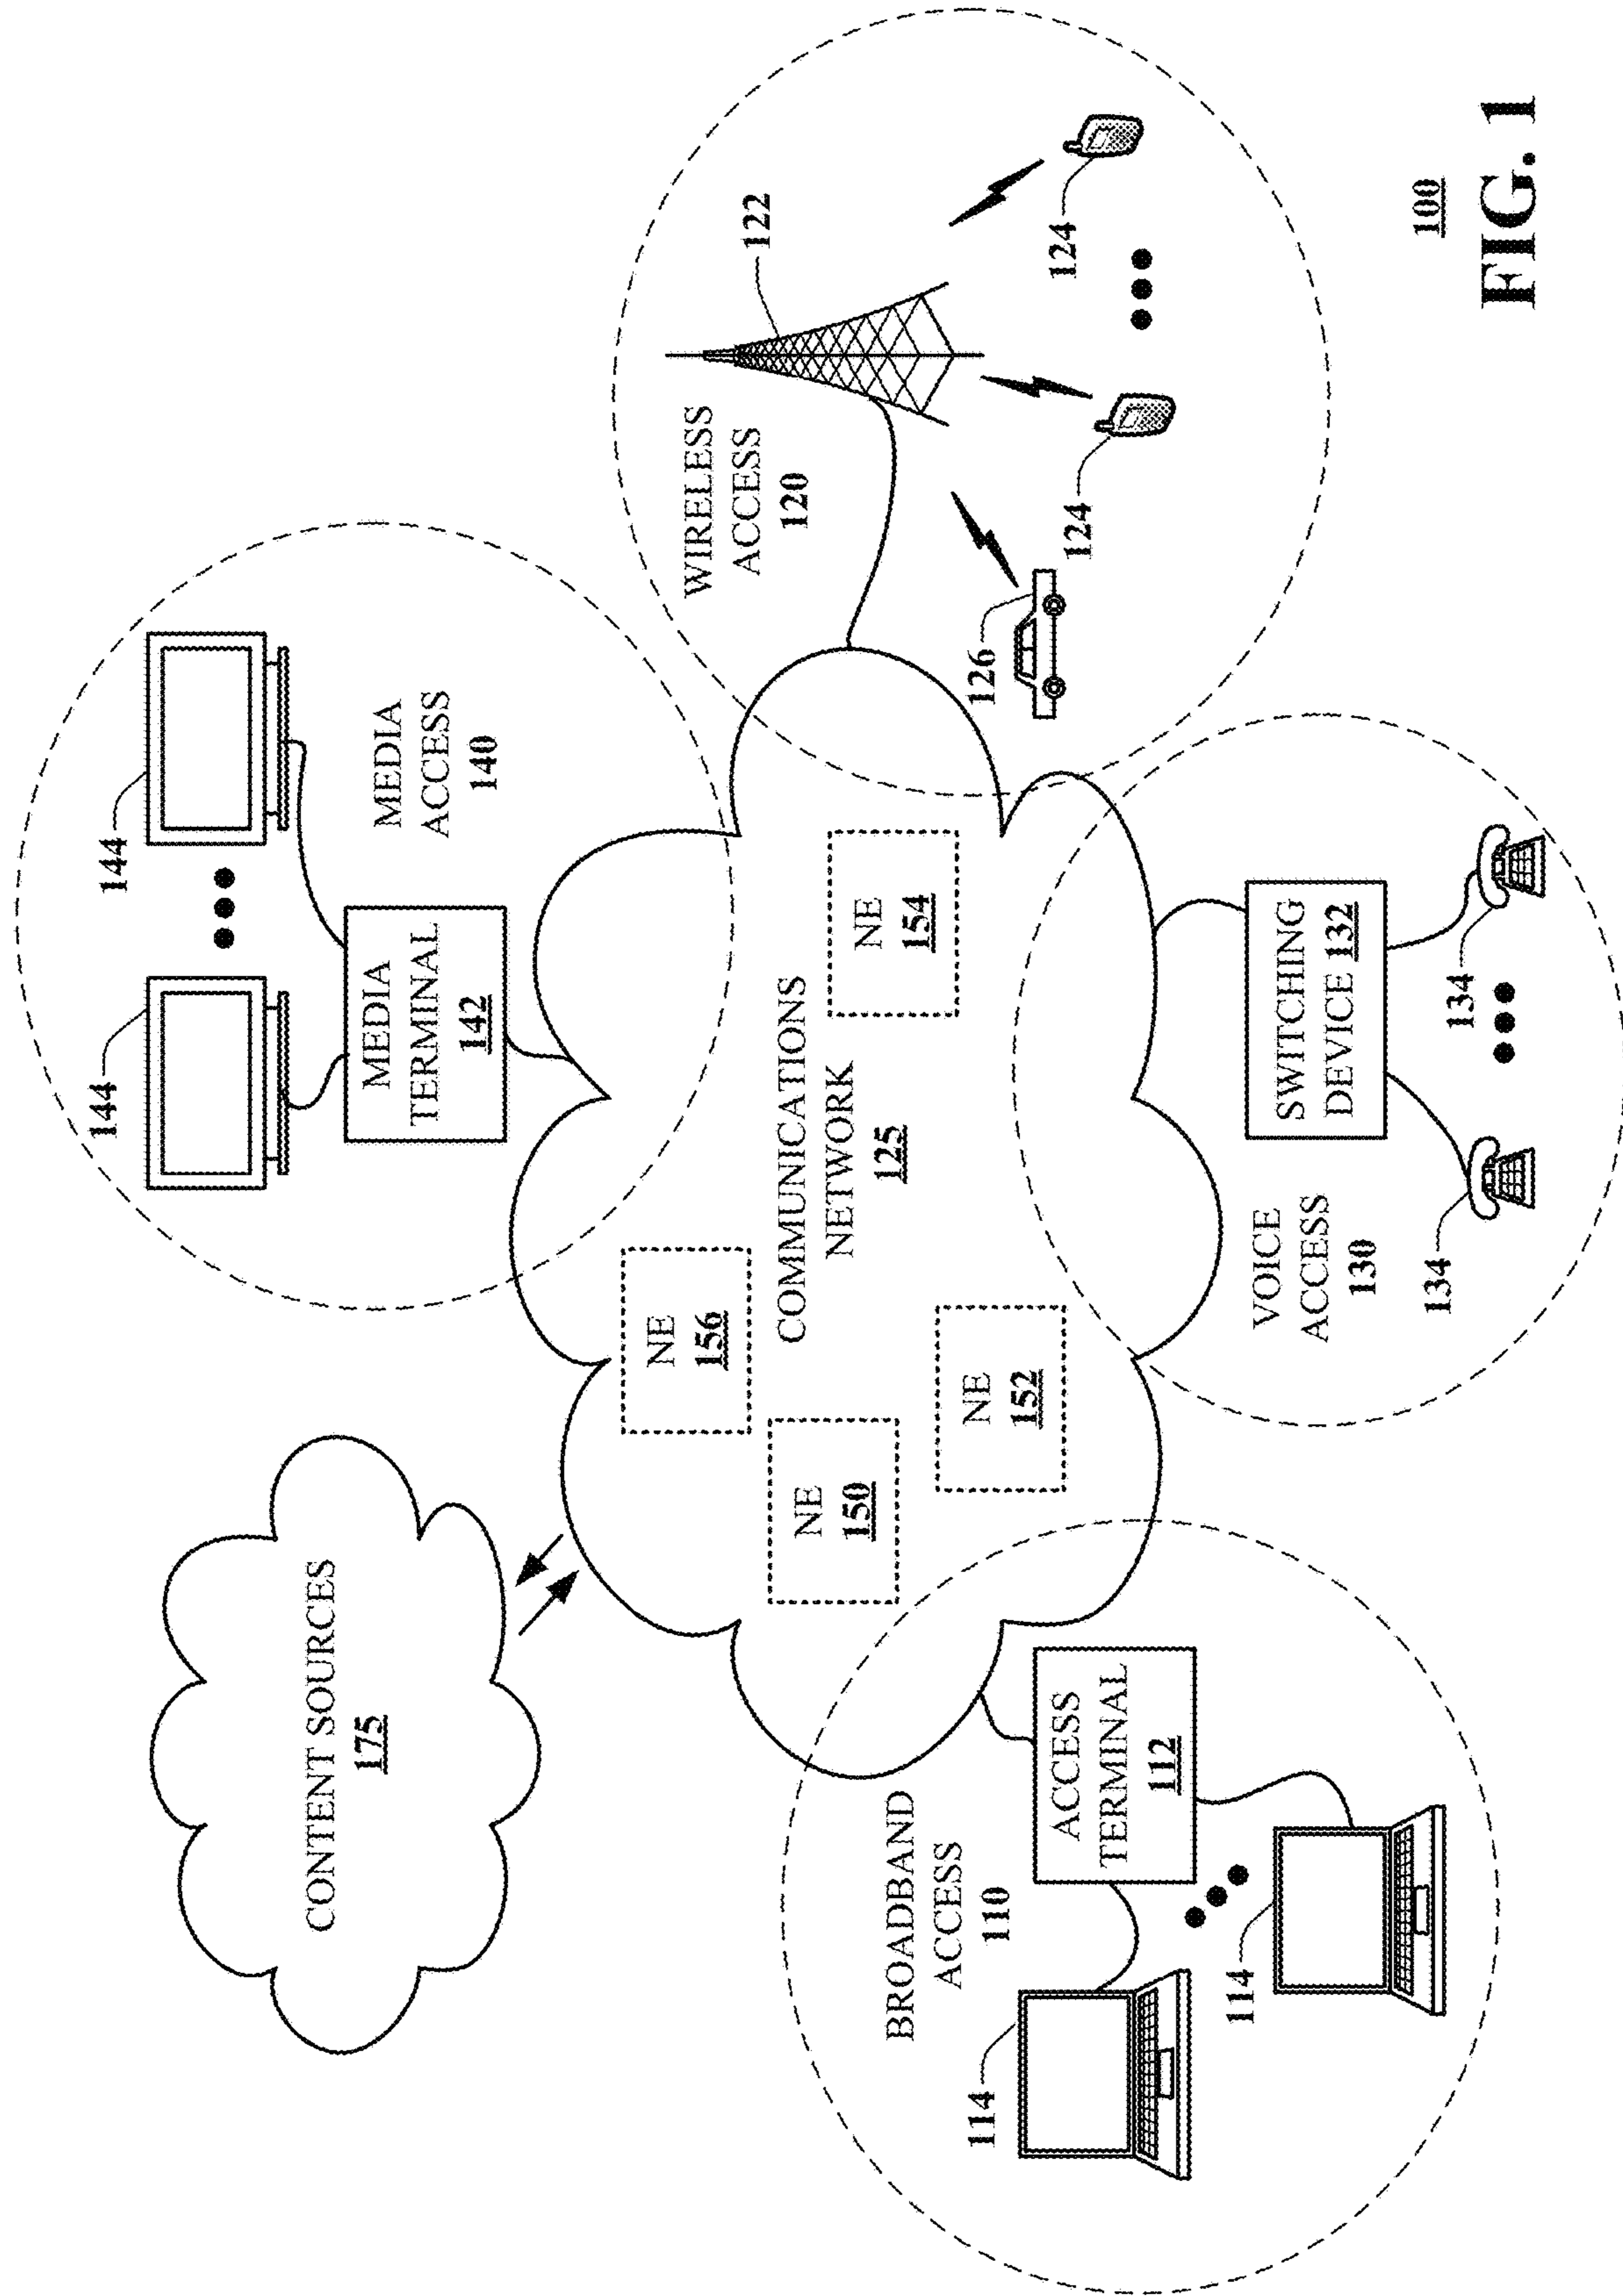 CONTENT SOURCES
175
144
144
MEDIA
TERMINAL
142
MEDIA
ACCESS
140
WIRELESS
ACCESS
120
122
124
124
126
NE
156
NE
150
NE
152
NE
154
COMMUNICATIONS
NETWORK
125
BROADBAND
ACCESS
110
ACCESS
TERMINAL
112
114
114
VOICE
ACCESS
130
SWITCHING
DEVICE 132
134
134
100
FIG. 1